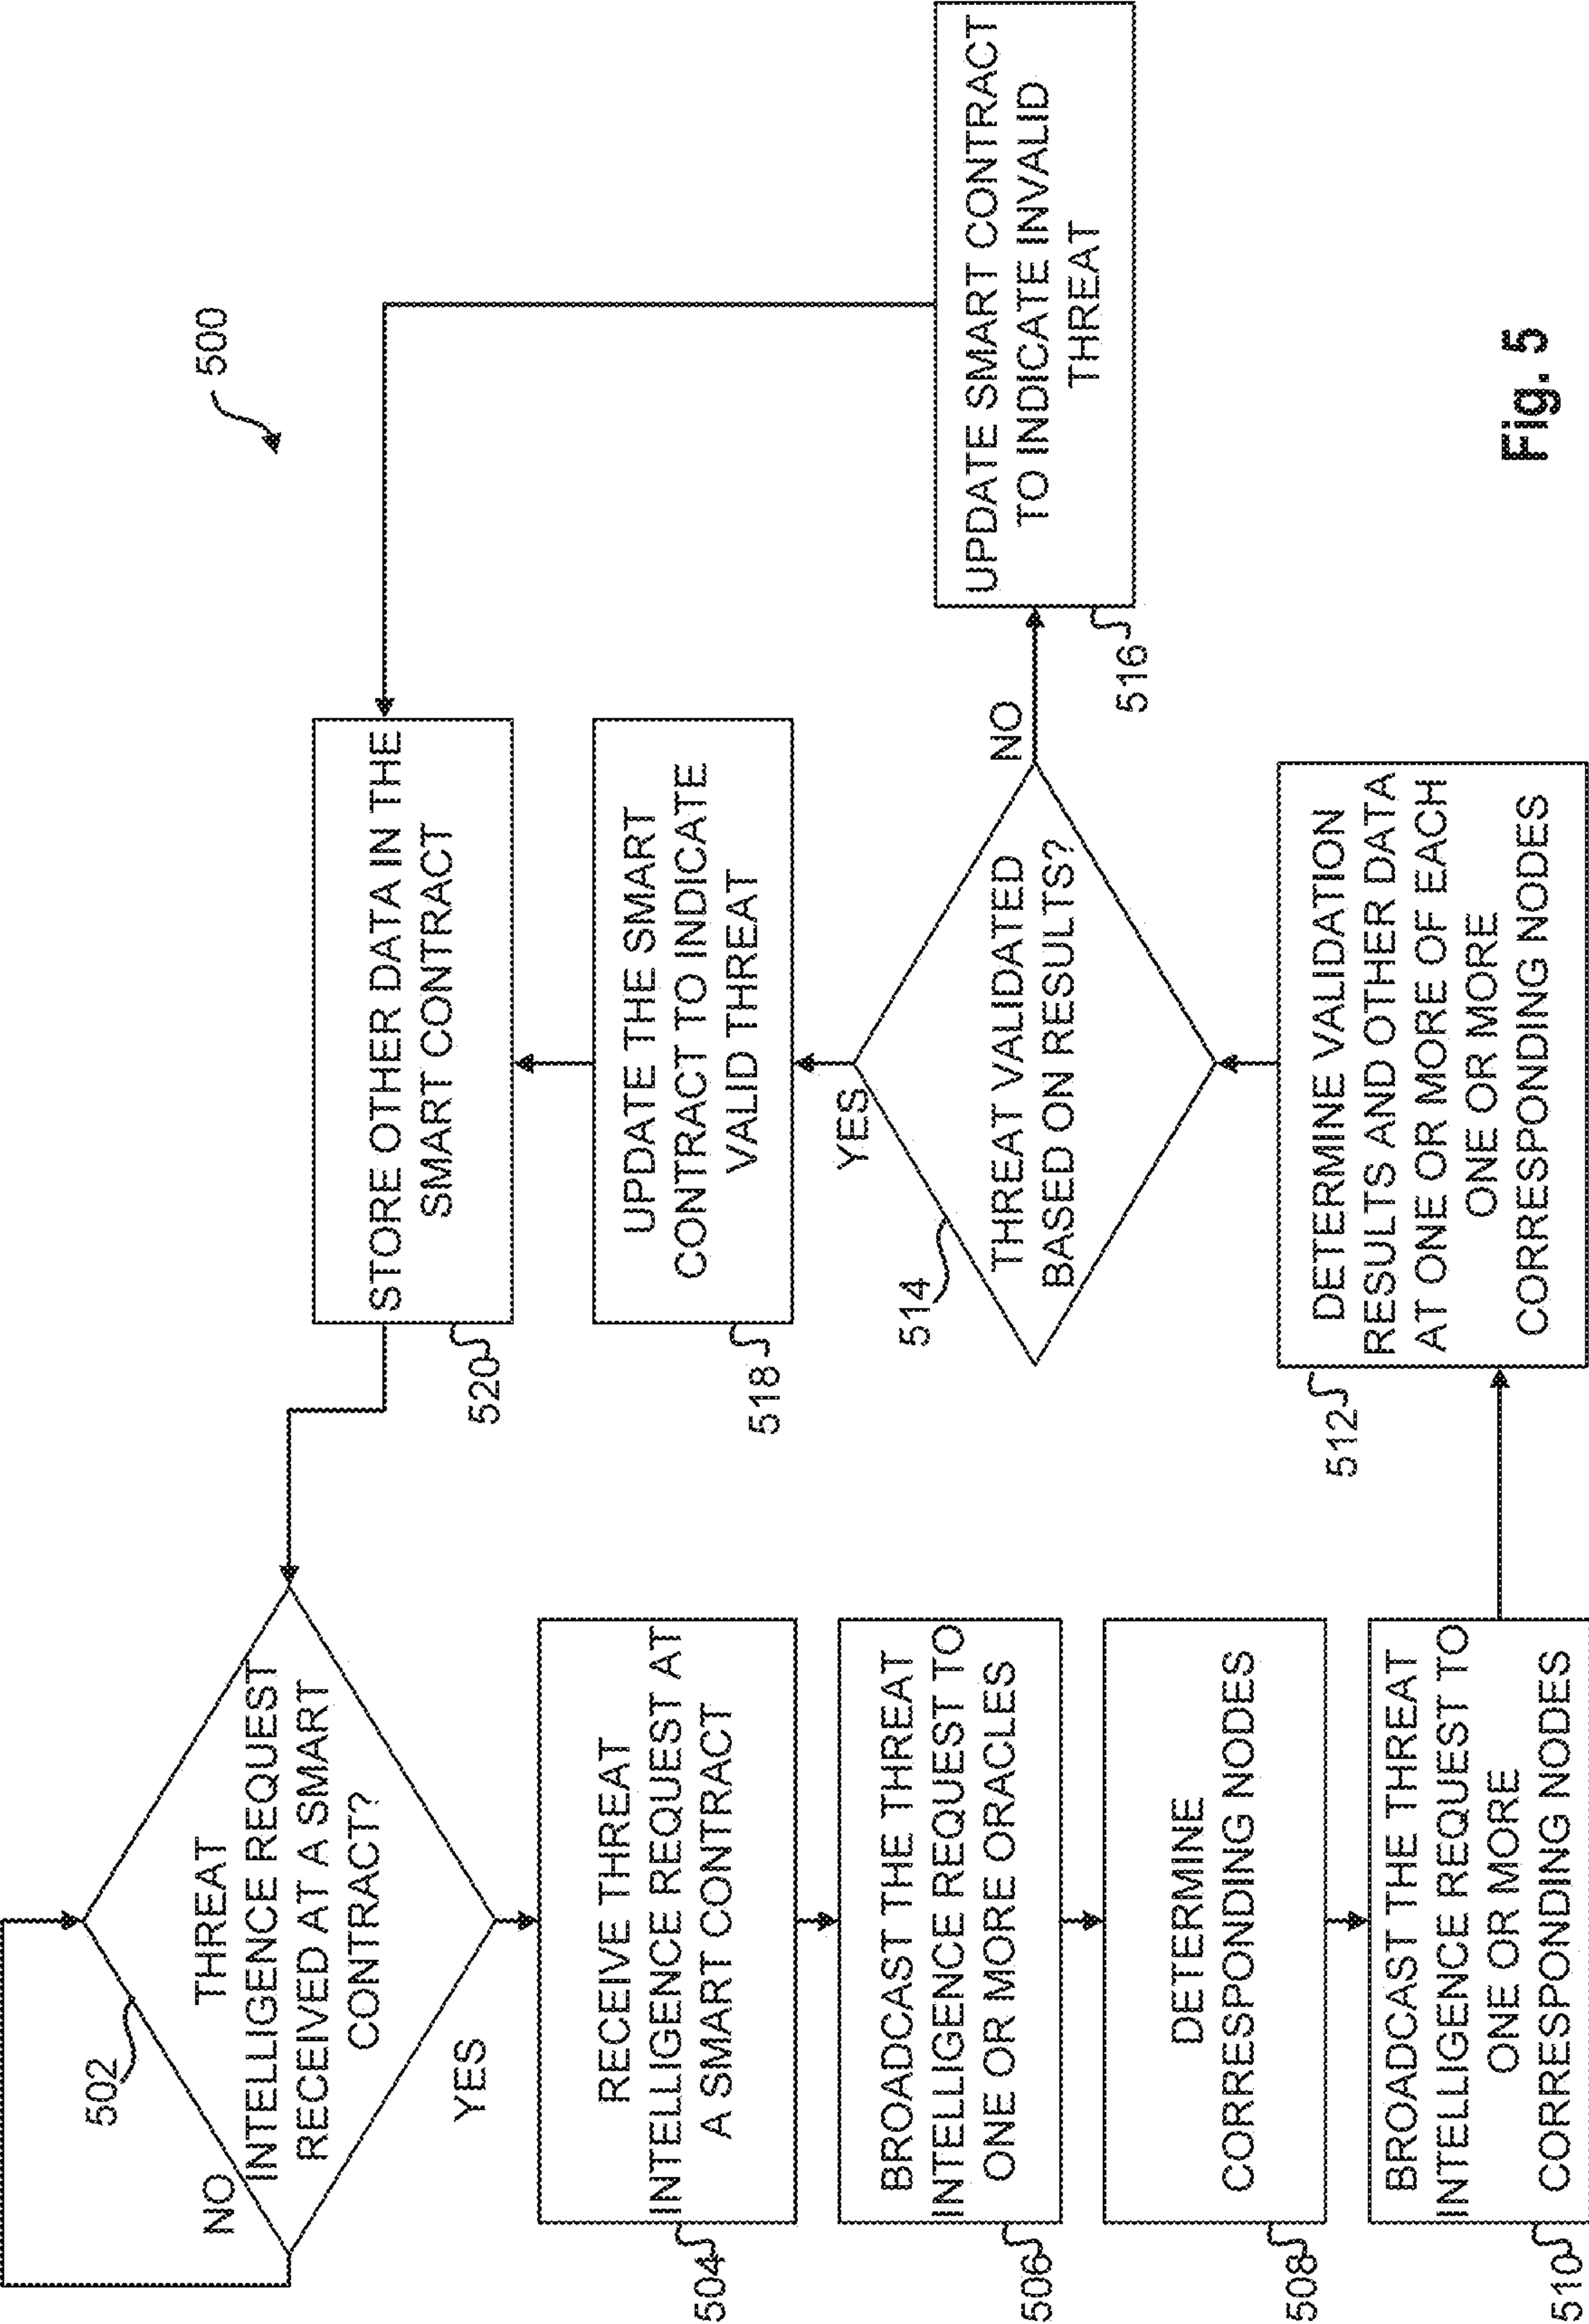 500
502
THREAT
INTELLIGENCE REQUEST
RECEIVED AT A SMART
CONTRACT?
NO
YES
504
RECEIVE THREAT
INTELLIGENCE REQUEST AT
A SMART CONTRACT
506
BROADCAST THE THREAT
INTELLIGENCE REQUEST TO
ONE OR MORE ORACLES
508
DETERMINE
CORRESPONDING NODES
510
BROADCAST THE THREAT
INTELLIGENCE REQUEST TO
ONE OR MORE
CORRESPONDING NODES
512
DETERMINE VALIDATION
RESULTS AND OTHER DATA
AT ONE OR MORE OF EACH
ONE OR MORE
CORRESPONDING NODES
514
THREAT VALIDATED
BASED ON RESULTS?
YES
NO
516
UPDATE SMART CONTRACT
TO INDICATE INVALID
THREAT
518
UPDATE THE SMART
CONTRACT TO INDICATE
VALID THREAT
520
STORE OTHER DATA IN THE
SMART CONTRACT
Fig. 5